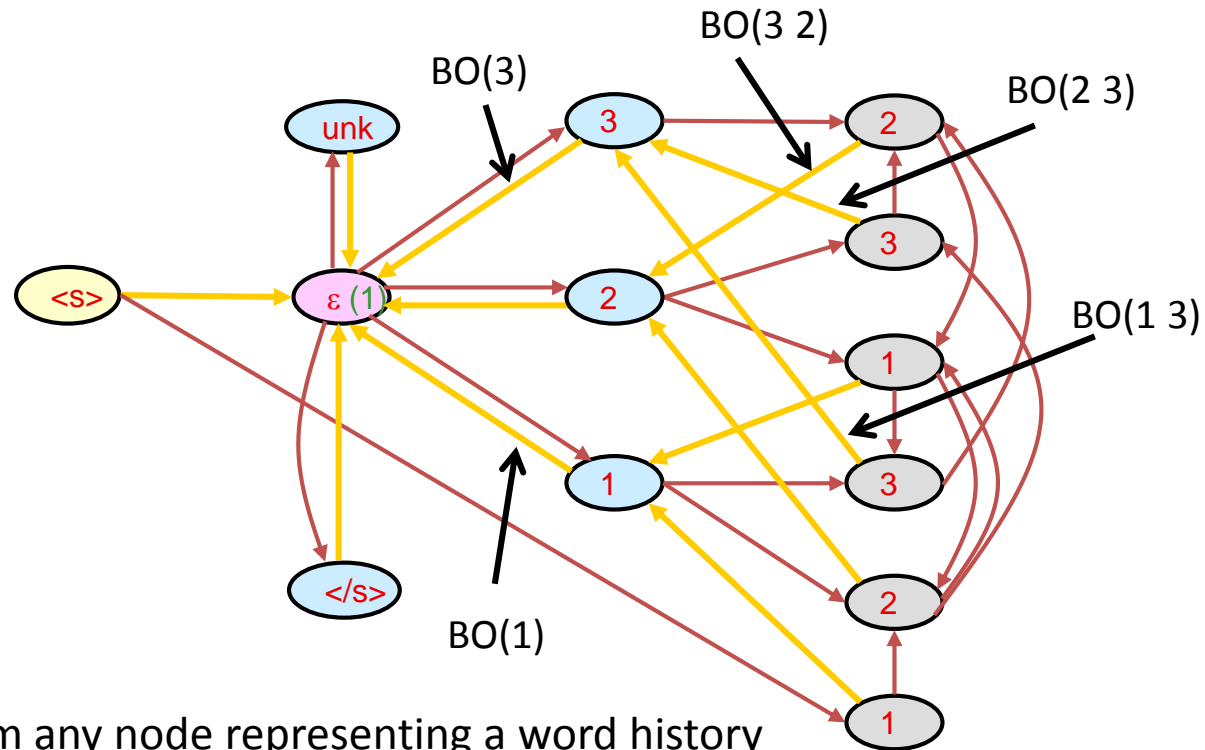 BO(3 2)
BO(3)
BO(2 3)
unk
3
2
3
<s>
ε (1)
2
BO(1 3)
1
1
3
</s>
2
BO(1)
1
any node representing a word history